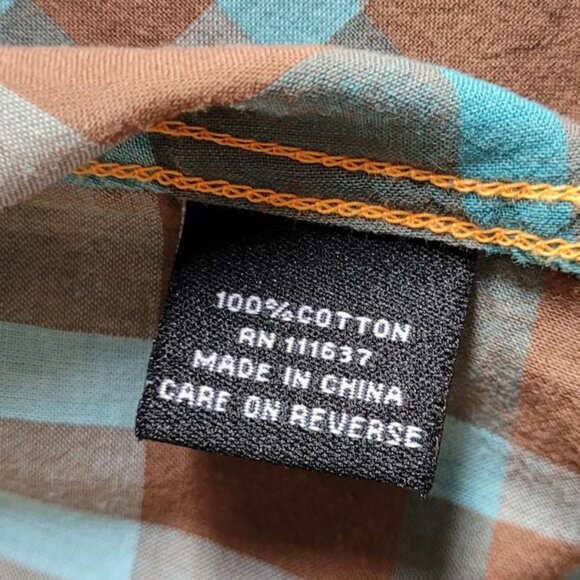 100%COTTON
RN 111637
MADE IN CHINA
CARE ON REVERSE